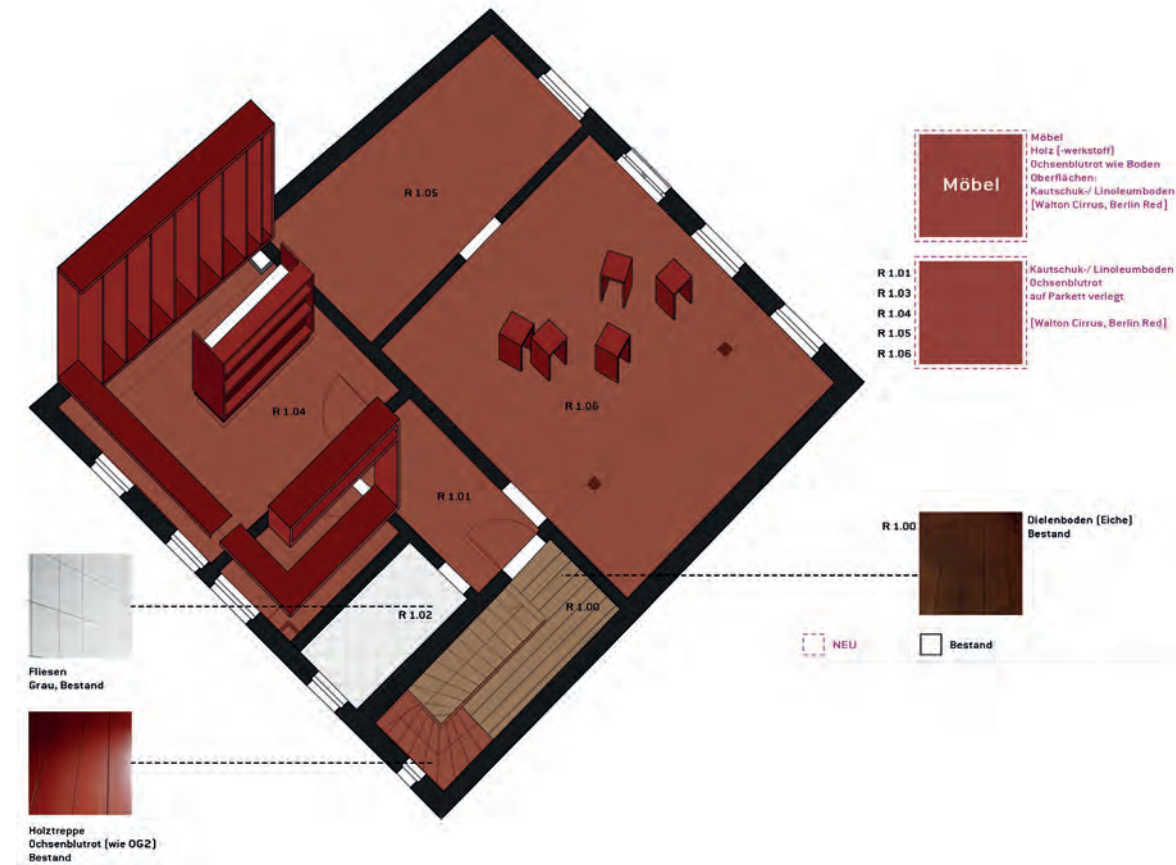 R 1.05
R 1.04
R 1.06
R 1.01
R 1.02
R 1.00
Möbel
Möbel
Holz (-werkstoff)
Ochsenblutrot wie Boden
Oberflächen:
Kautschuk-/ Linoleumboden
[Walton Cirrus, Berlin Red]
R 1.01
R 1.03
R 1.04
R 1.05
R 1.06
Kautschuk-/ Linoleumboden
Ochsenblutrot
auf Parkett verlegt
[Walton Cirrus, Berlin Red]
R 1.00
Dielenboden (Eiche)
Bestand
NEU
Bestand
Fliesen
Grau, Bestand
Holztreppe
Ochsenblutrot (wie OG2)
Bestand